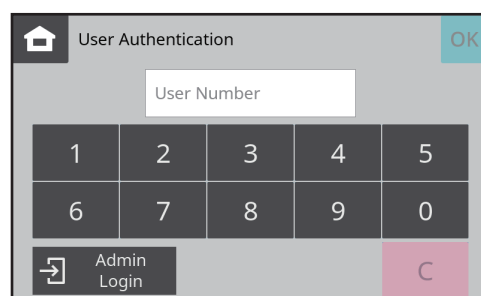 User Authentication
OK
User Number
1 2 3 4 5
6 7 8 9 0
Admin
Login
C